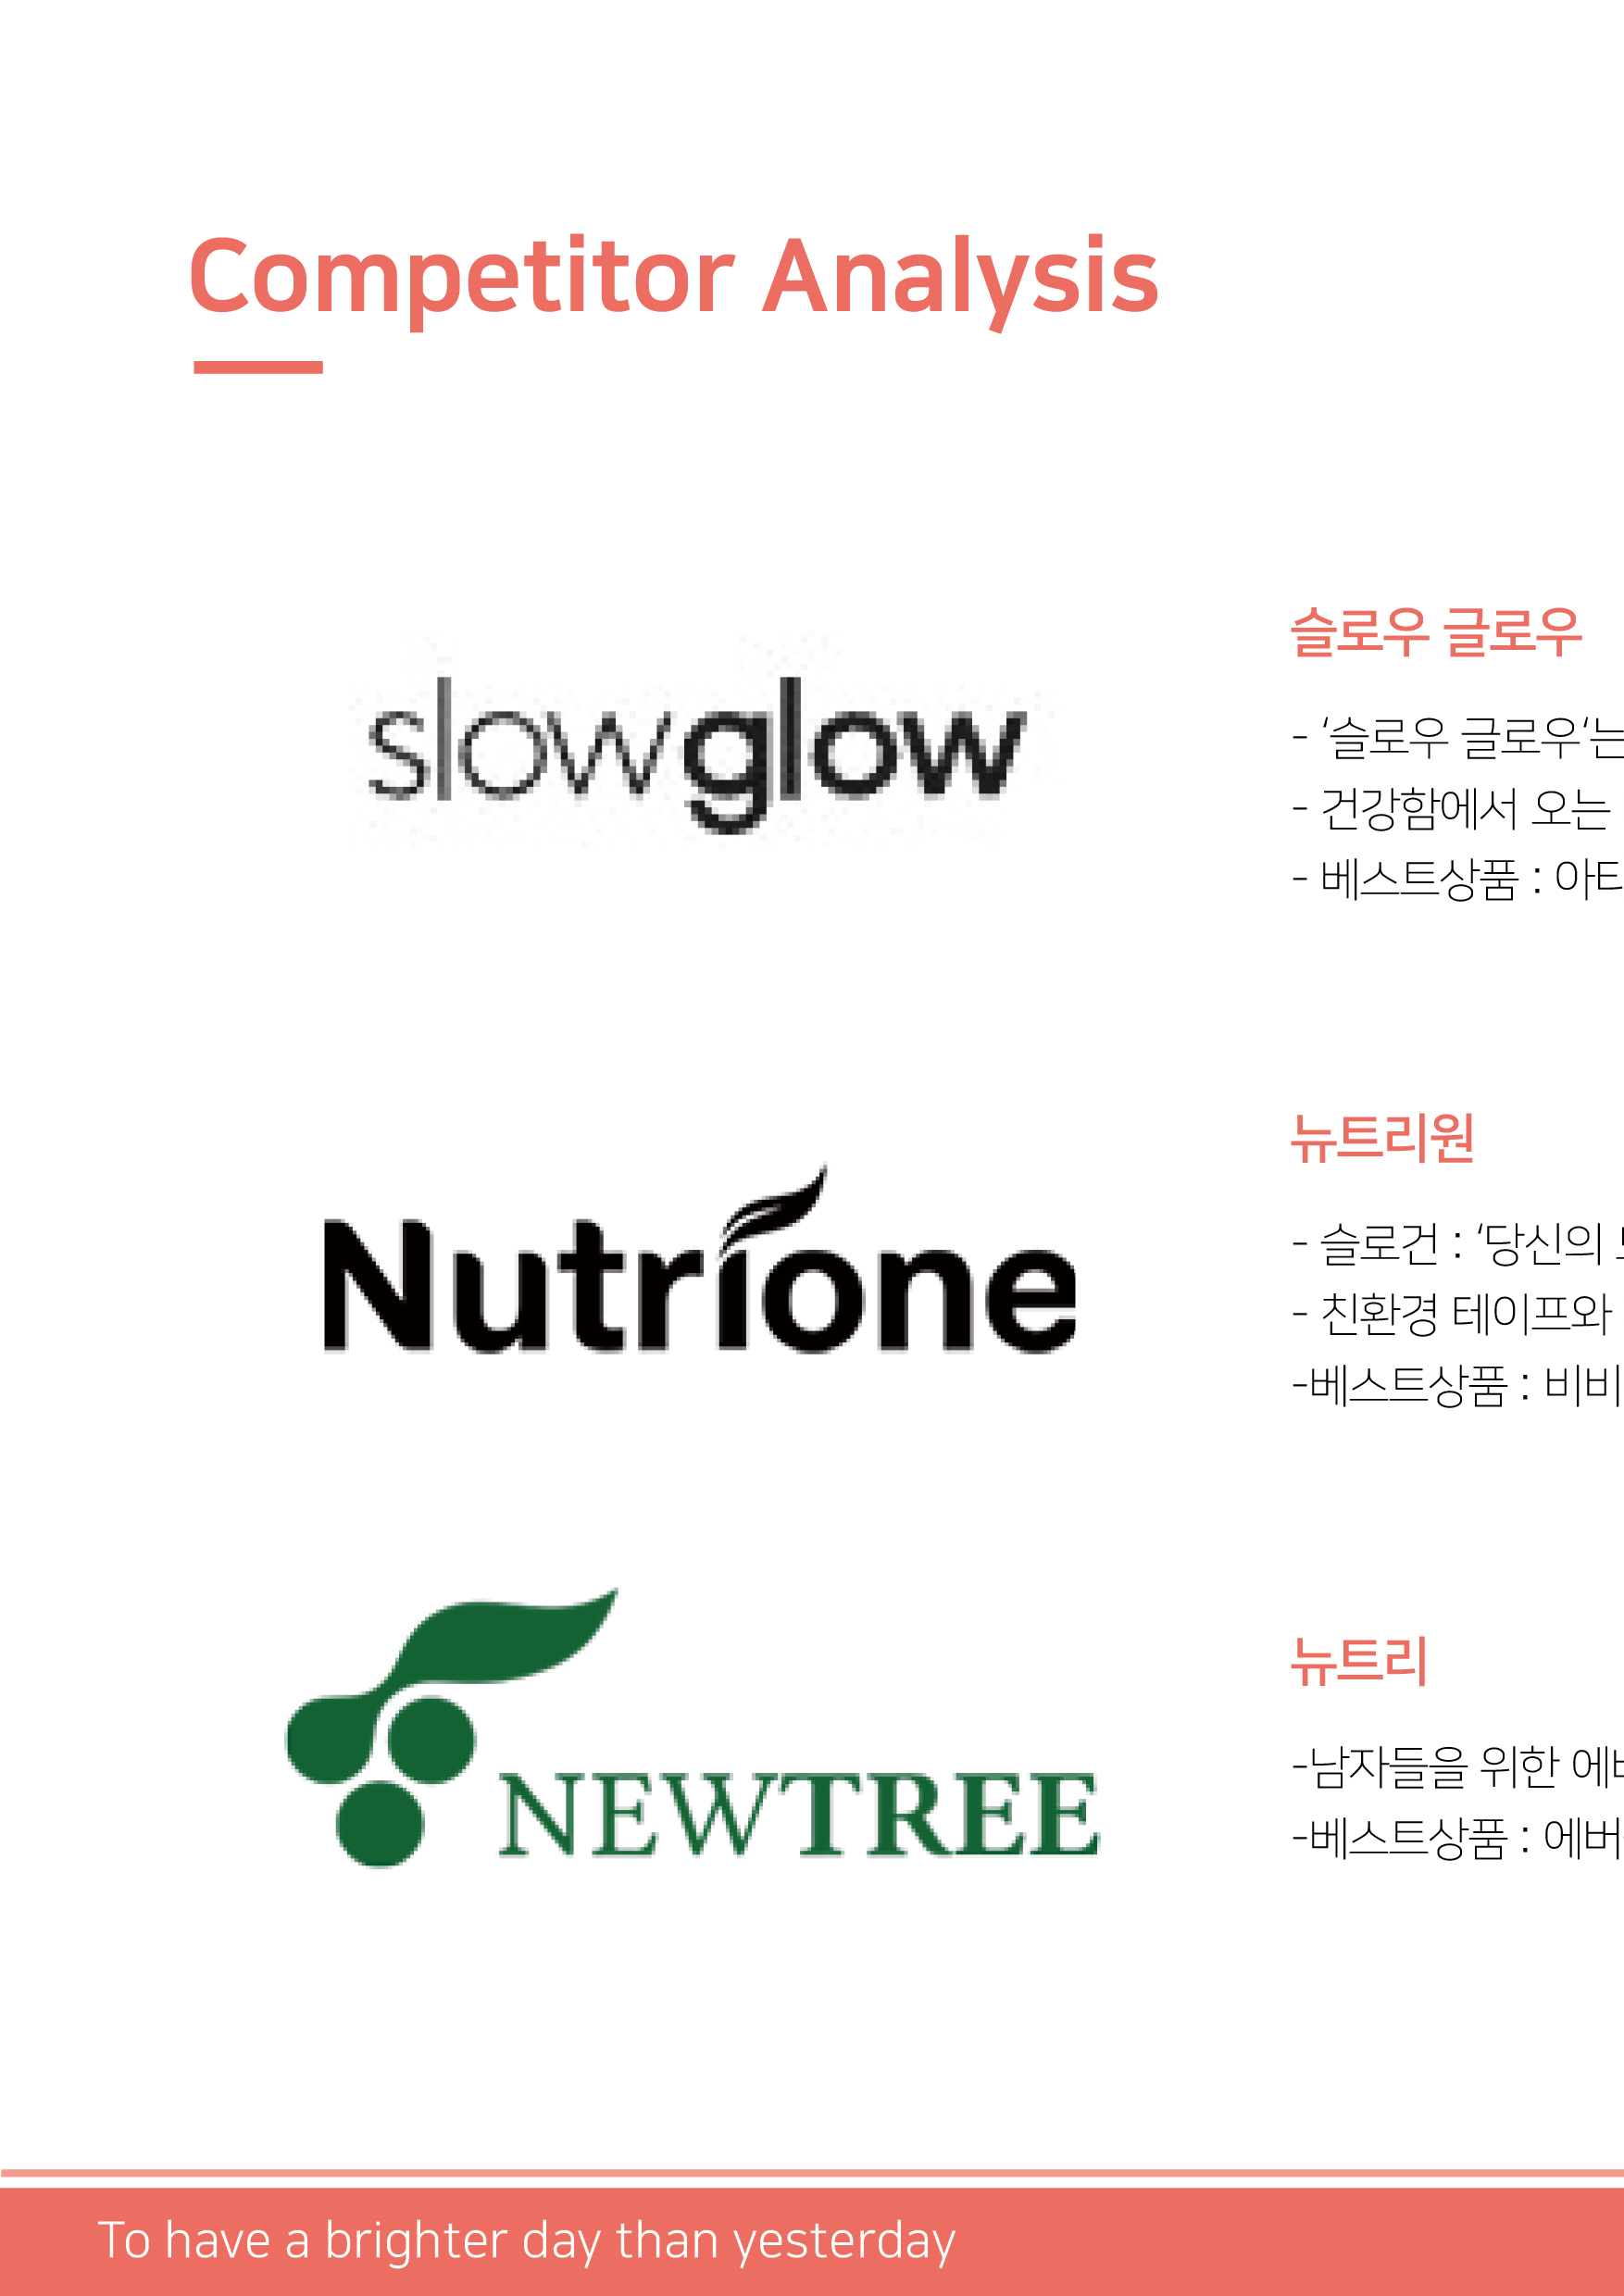 Competitor Analysis
slowglow
슬로우 글로우
- ‘슬로우 글로우‘는
- 건강함에서 오는
- 베스트상품 : 아트
Nutrione
뉴트리원
- 슬로건 : ‘당신의
- 친환경 테이프와
-베스트상품 : 비비
NEWTREE
뉴트리
-남자들을 위한
-베스트상품 : 에버
To have a brighter day than yesterday